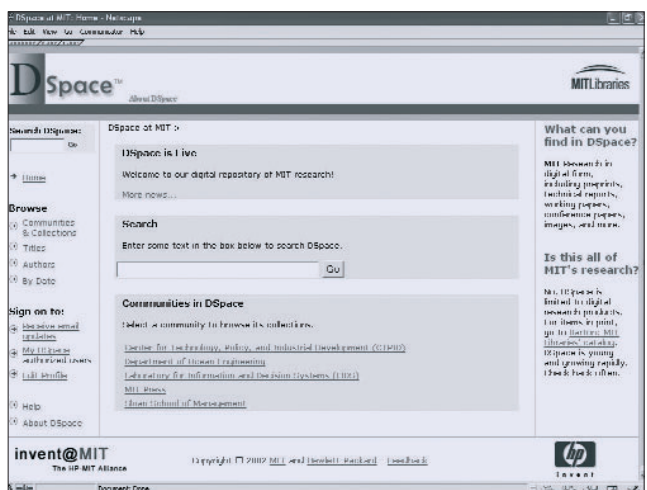 DSpace at MIT: Home - Netscape
Edit View Go Communicator Help
DSpace™
About DSpace
MITLibraries
Search DSpace:
Go
Home
Browse
Communities
& Collections
Titles
Authors
By Date
Sign on to:
Receive email
updates
My DSpace
authorized users
Edit Profile
Help
About DSpace
DSpace at MIT >
DSpace is Live
Welcome to our digital repository of MIT research!
More news...
Search
Enter some text in the box below to search DSpace.
Go
Communities in DSpace
Select a community to browse its collections.
Center for Technology, Policy, and Industrial Development (CTPID)
Department of Ocean Engineering
Laboratory for Information and Decision Systems (LIDS)
MIT Press
Sloan School of Management
What can you
find in DSpace?
MIT Research in
digital form,
including preprints,
technical reports,
working papers,
conference papers,
images, and more.
Is this all of
MIT's research?
No. DSpace is
limited to digital
research products.
For items in print,
go to Barton: MIT
Libraries' catalog.
DSpace is young
and growing rapidly.
Check back often.
invent@MIT
The HP-MIT Alliance
Copyright 2002 MIT and Hewlett Packard - Feedback
hp
invent
Document: Done